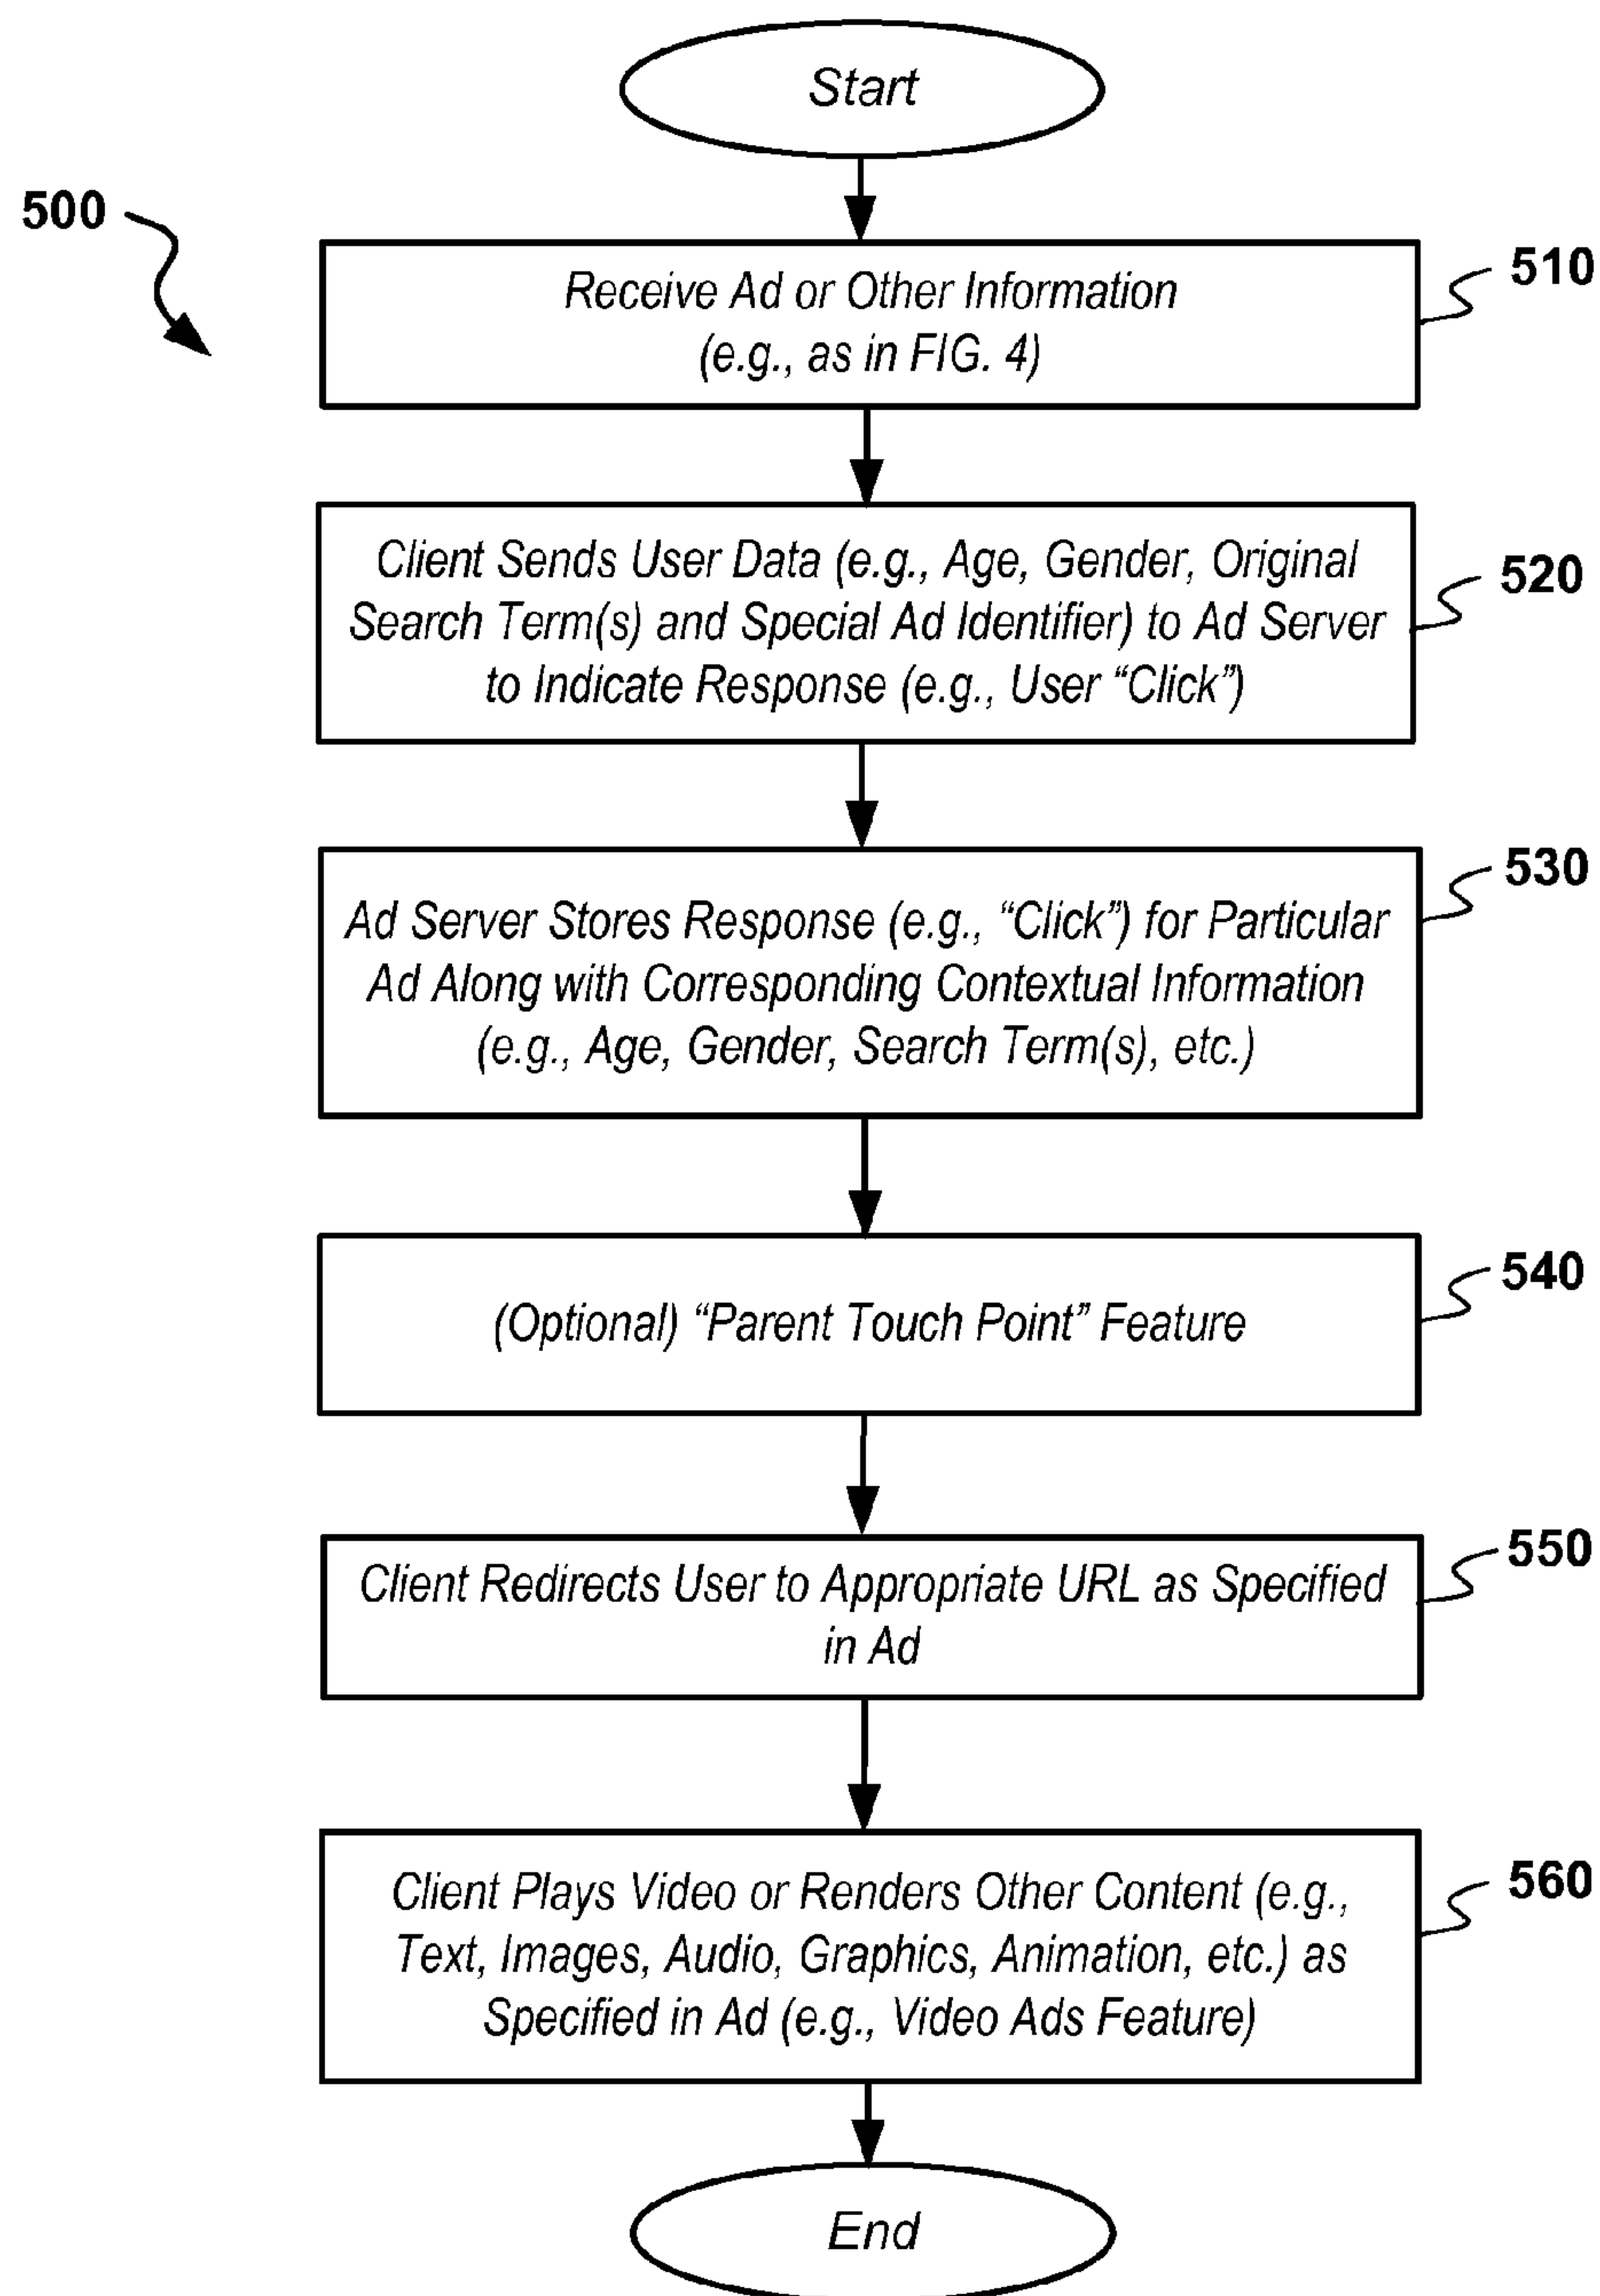 Start
500
Receive Ad or Other Information
(e.g., as in FIG. 4)
510
Client Sends User Data (e.g., Age, Gender, Original
Search Term(s) and Special Ad Identifier) to Ad Server
to Indicate Response (e.g., User “Click”)
520
Ad Server Stores Response (e.g., “Click”) for Particular
Ad Along with Corresponding Contextual Information
(e.g., Age, Gender, Search Term(s), etc.)
530
(Optional) “Parent Touch Point” Feature
540
Client Redirects User to Appropriate URL as Specified
in Ad
550
Client Plays Video or Renders Other Content (e.g.,
Text, Images, Audio, Graphics, Animation, etc.) as
Specified in Ad (e.g., Video Ads Feature)
560
End